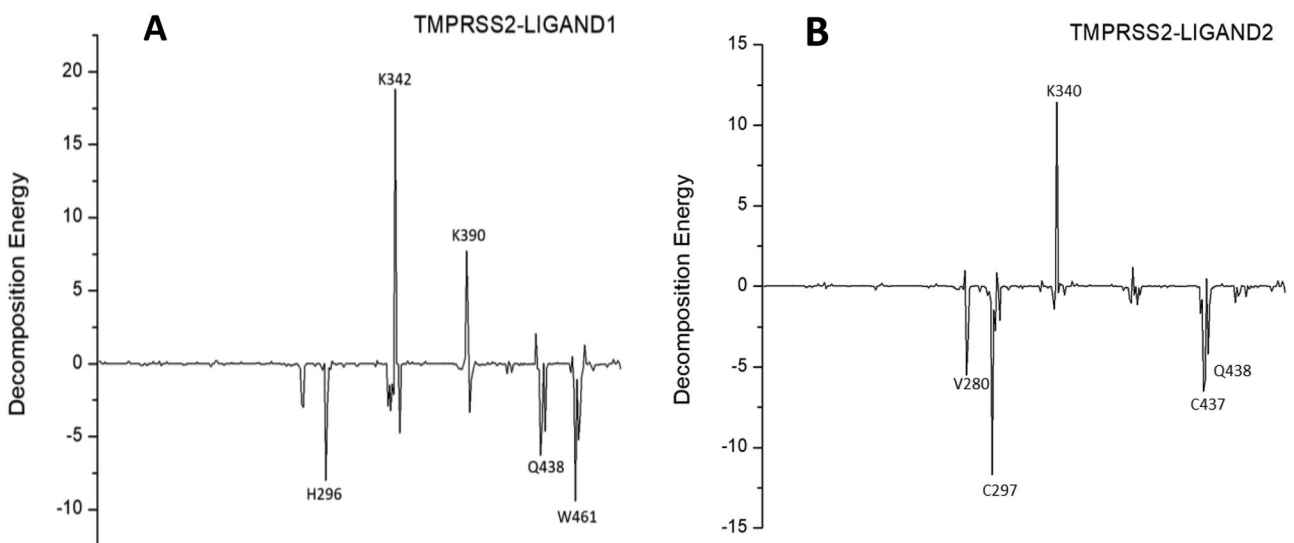 A
TMPRSS2-LIGAND1
Decomposition Energy
20
15
10
5
0
-5
-10
K342
K390
H296
Q438
W461
B
TMPRSS2-LIGAND2
Decomposition Energy
15
10
5
0
-5
-10
-15
K340
V280
Q438
C437
C297